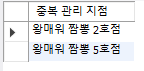 중복 관리 지점
왕매워 짬뽕 2호점
왕매워 짬뽕 5호점